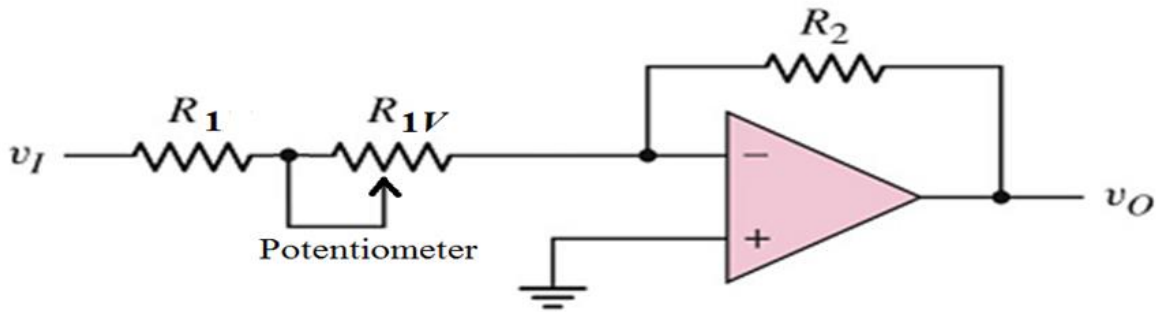 R2
R1 R1V
vI
−
vO
+
Potentiometer